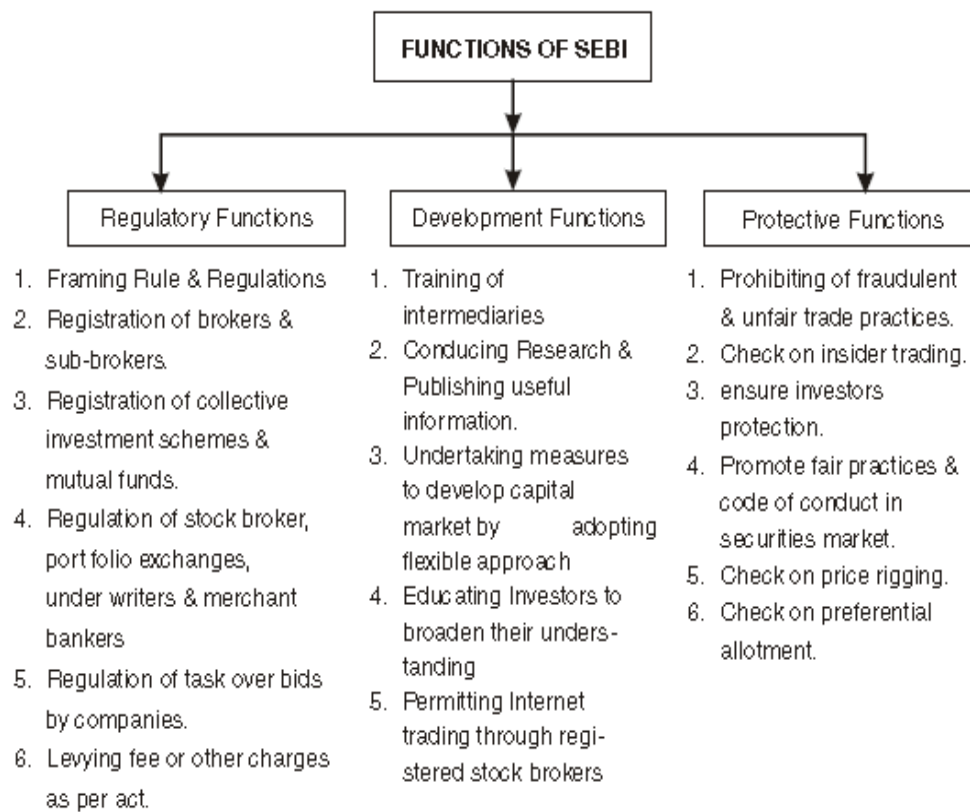 FUNCTIONS OF SEBI
Regulatory Functions
1. Framing Rule & Regulations
2. Registration of brokers &
sub-brokers.
3. Registration of collective
investment schemes &
mutual funds.
4. Regulation of stock broker,
port folio exchanges,
under writers & merchant
bankers
5. Regulation of task over bids
by companies.
6. Levying fee or other charges
as per act.
Development Functions
1. Training of
intermediaries
2. Conducing Research &
Publishing useful
information.
3. Undertaking measures
to develop capital
market by adopting
flexible approach
4. Educating Investors to
broaden their unders-
tanding
5. Permitting Internet
trading through regi-
stered stock brokers
Protective Functions
1. Prohibiting of fraudulent
& unfair trade practices.
2. Check on insider trading.
3. ensure investors
protection.
4. Promote fair practices &
code of conduct in
securities market.
5. Check on price rigging.
6. Check on preferential
allotment.